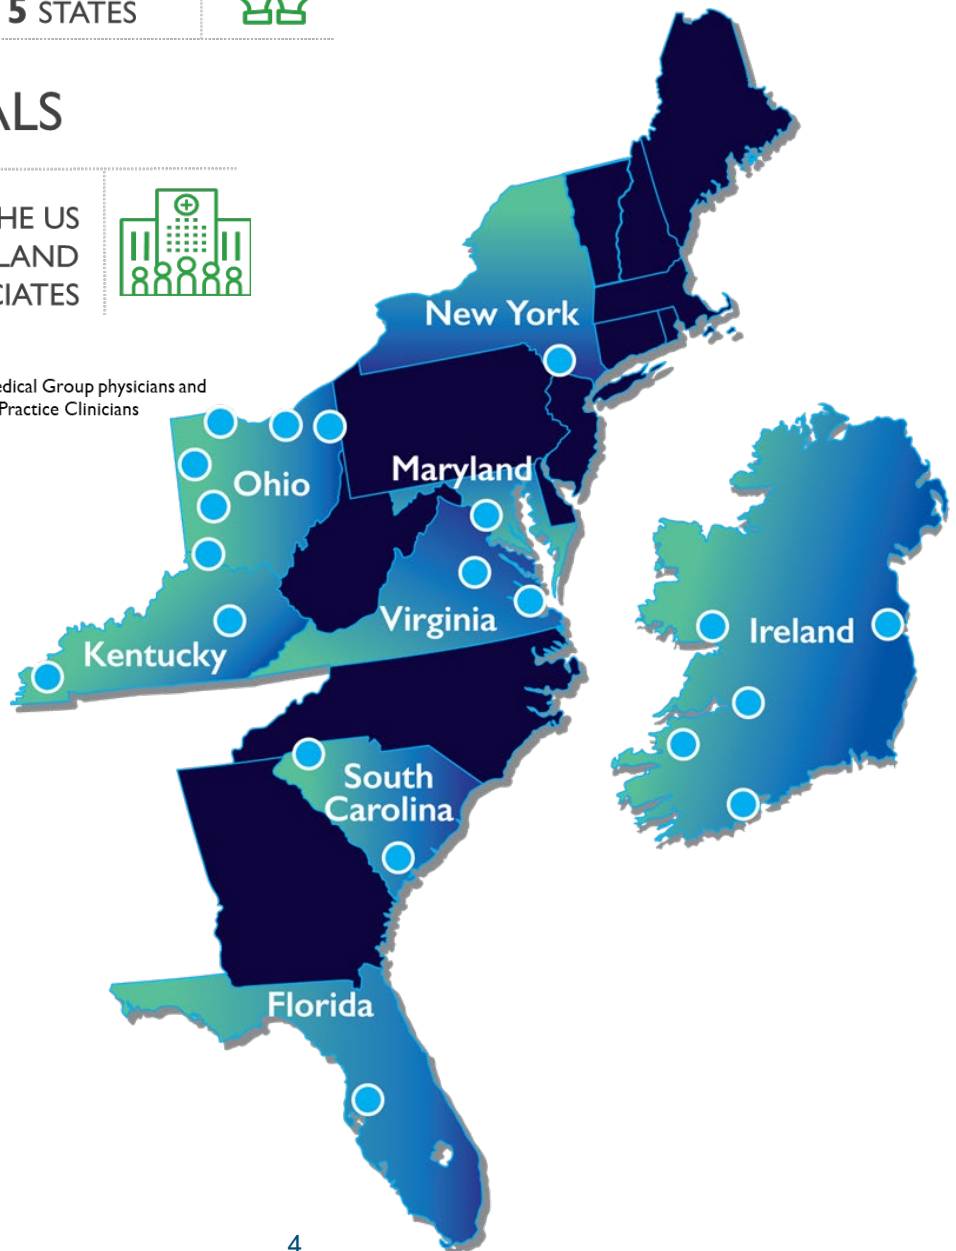 5 STATES
ALS
HE US
LAND
CIATES
edical Group physicians and
Practice Clinicians
New York
Maryland
Ohio
Virginia
Ireland
Kentucky
South
Carolina
Florida
4